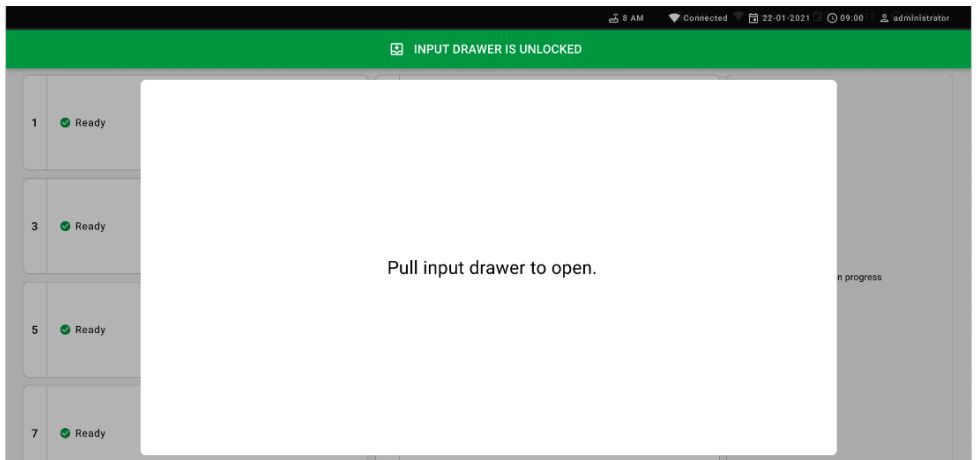 8 AM Connected 22-01-2021 09:00 administrator
INPUT DRAWER IS UNLOCKED
1 Ready
3 Ready
Pull input drawer to open.
n progress
5 Ready
7 Ready